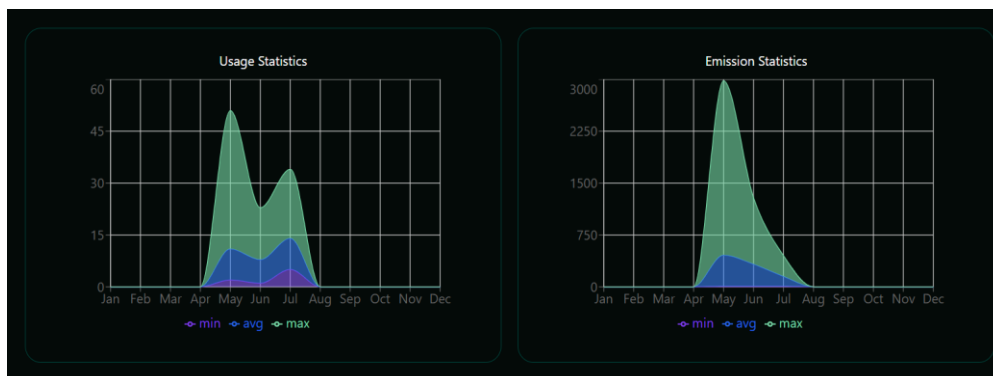 Usage Statistics
60
45
30
15
0
Jan Feb Mar Apr May Jun Jul Aug Sep Oct Nov Dec
min avg max
Emission Statistics
3000
2250
1500
750
0
Jan Feb Mar Apr May Jun Jul Aug Sep Oct Nov Dec
min avg max